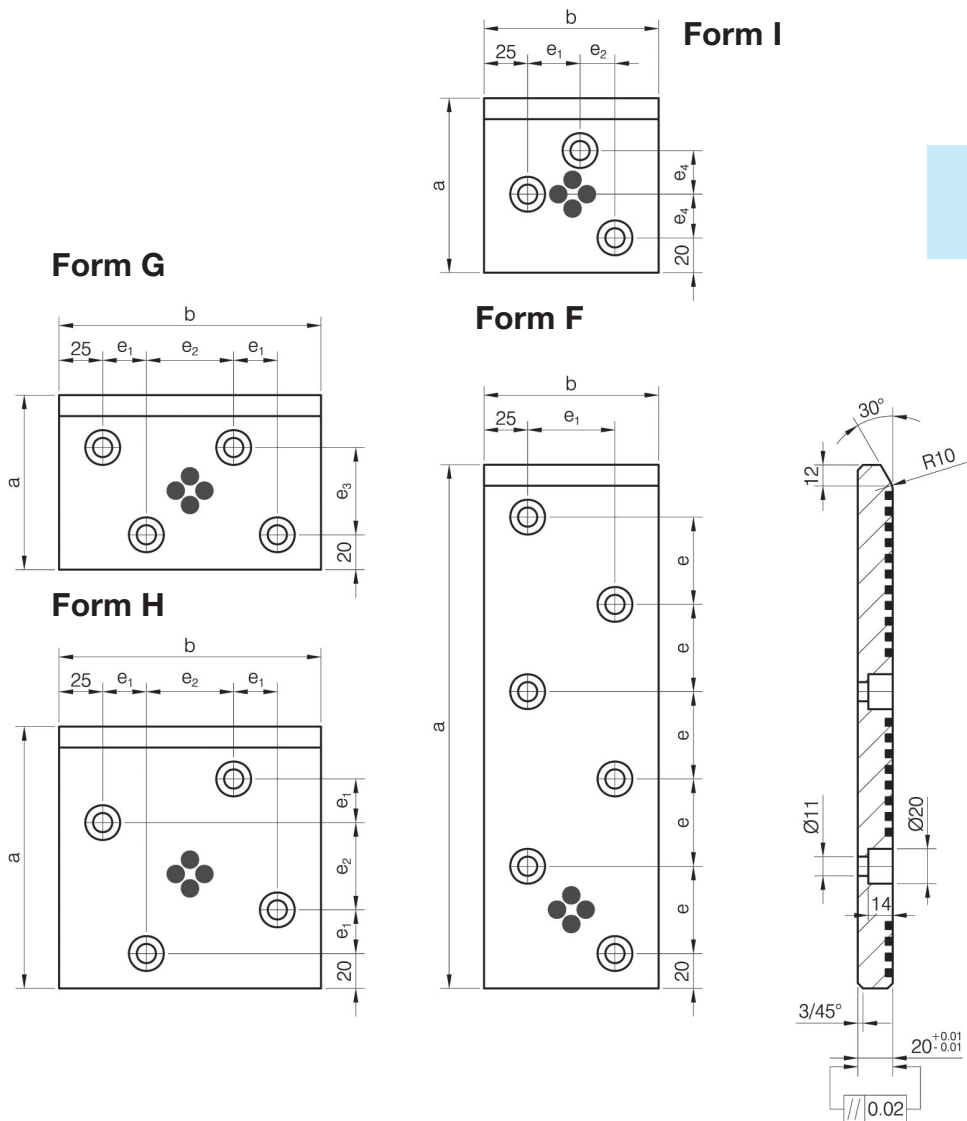 Form I
b
25 e₁ e₂
a
e₄
e₄
20
Form G
b
25 e₁ e₂ e₁
a
e₃
20
Form F
b
25 e₁
a
e
e
e
e
e
20
Form H
b
25 e₁ e₂ e₁
a
e₁
e₂
e₁
20
30°
R10
12
Ø11
Ø20
14
3/45°
20 +0.01 -0.01
// 0.02